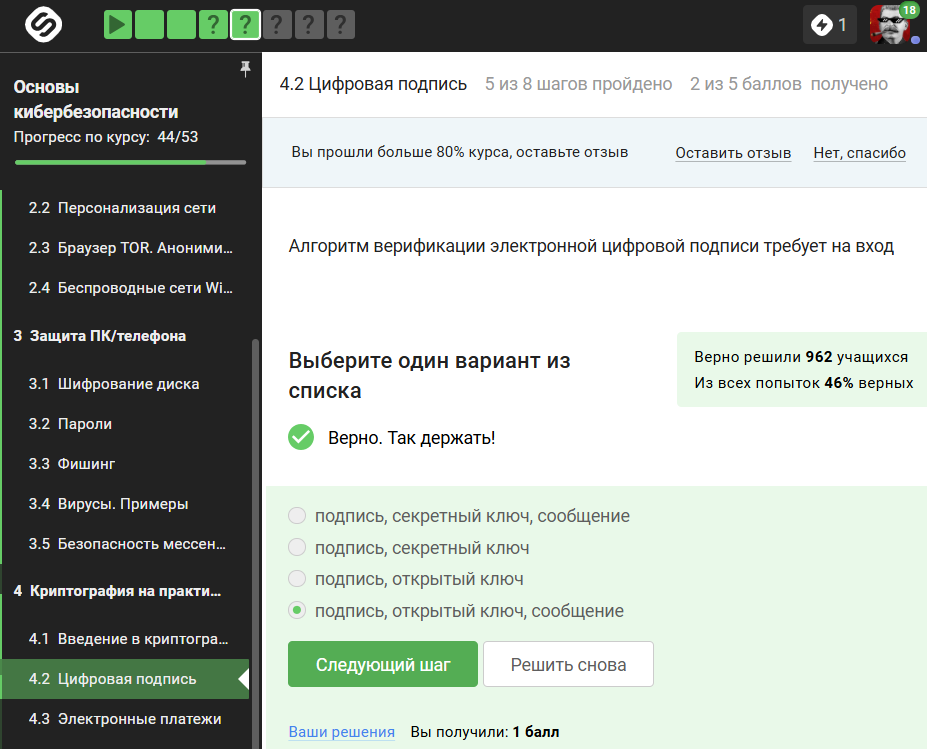 ? ? ? ? ?
1
18
Основы
кибербезопасности
Прогресс по курсу: 44/53
2.2 Персонализация сети
2.3 Браузер TOR. Аноними...
2.4 Беспроводные сети Wi...
3 Защита ПК/телефона
3.1 Шифрование диска
3.2 Пароли
3.3 Фишинг
3.4 Вирусы. Примеры
3.5 Безопасность мессен...
4 Криптография на практи...
4.1 Введение в криптогра...
4.2 Цифровая подпись
4.3 Электронные платежи
4.2 Цифровая подпись 5 из 8 шагов пройдено 2 из 5 баллов получено
Вы прошли больше 80% курса, оставьте отзыв Оставить отзыв Нет, спасибо
Алгоритм верификации электронной цифровой подписи требует на вход
Выберите один вариант из
списка
Верно решили 962 учащихся
Из всех попыток 46% верных
Верно. Так держать!
подпись, секретный ключ, сообщение
подпись, секретный ключ
подпись, открытый ключ
подпись, открытый ключ, сообщение
Следующий шаг Решить снова
Ваши решения Вы получили: 1 балл